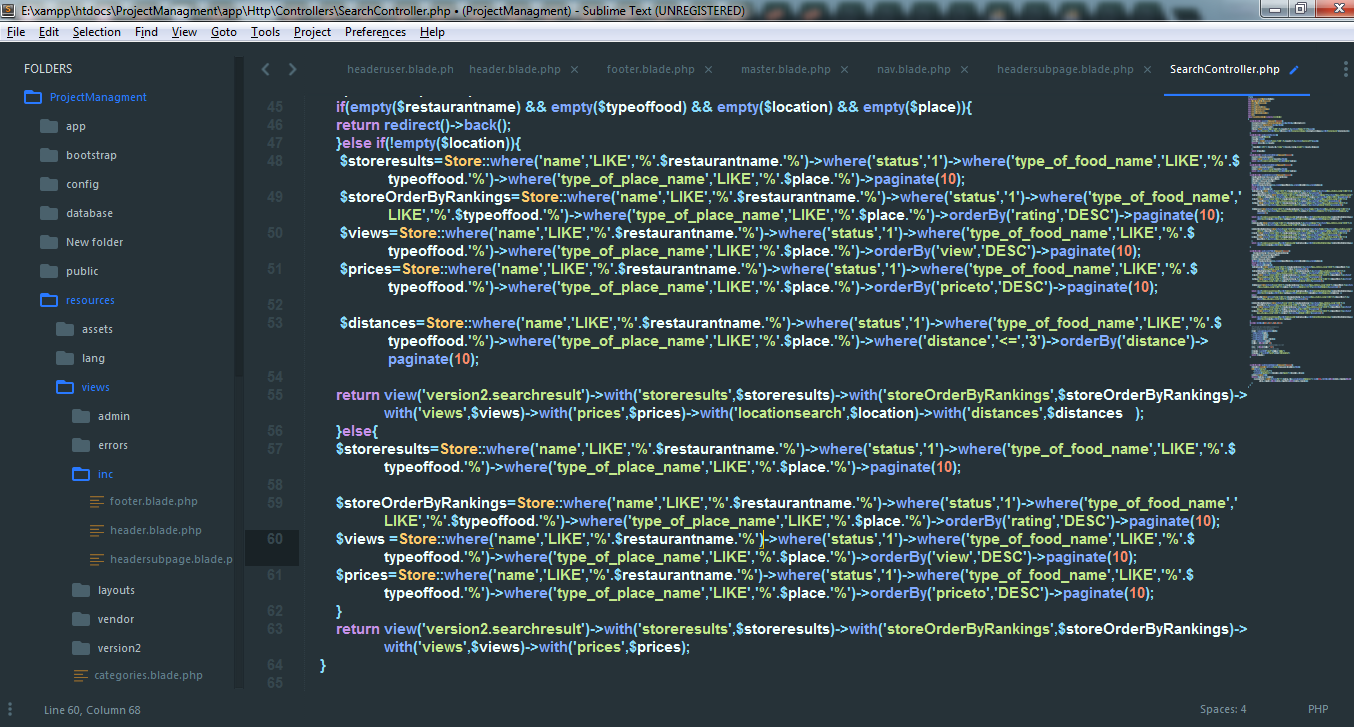 E:\xampp\htdocs\ProjectManagment\app\Http\Controllers\SearchController.php • (ProjectManagment) - Sublime Text (UNREGISTERED)
File Edit Selection Find View Goto Tools Project Preferences Help
FOLDERS
ProjectManagment
app
bootstrap
config
database
New folder
public
resources
assets
lang
views
admin
errors
inc
footer.blade.php
header.blade.php
headersubpage.blade.p
layouts
vendor
version2
categories.blade.php
headeruser.blade.ph header.blade.php × footer.blade.php × master.blade.php × nav.blade.php × headersubpage.blade.php × SearchController.php
45 if(empty($restaurantname) && empty($typeoffood) && empty($location) && empty($place)){
46 return redirect()->back();
47 }else if(!empty($location)){
48 $storeresults=Store::where('name','LIKE','%'.$restaurantname.'%')->where('status','1')->where('type_of_food_name','LIKE','%'.$
typeoffood.'%')->where('type_of_place_name','LIKE','%'.$place.'%')->paginate(10);
49 $storeOrderByRankings=Store::where('name','LIKE','%'.$restaurantname.'%')->where('status','1')->where('type_of_food_name','
LIKE','%'.$typeoffood.'%')->where('type_of_place_name','LIKE','%'.$place.'%')->orderBy('rating','DESC')->paginate(10);
50 $views=Store::where('name','LIKE','%'.$restaurantname.'%')->where('status','1')->where('type_of_food_name','LIKE','%'.$
typeoffood.'%')->where('type_of_place_name','LIKE','%'.$place.'%')->orderBy('view','DESC')->paginate(10);
51 $prices=Store::where('name','LIKE','%'.$restaurantname.'%')->where('status','1')->where('type_of_food_name','LIKE','%'.$
typeoffood.'%')->where('type_of_place_name','LIKE','%'.$place.'%')->orderBy('priceto','DESC')->paginate(10);
52
53 $distances=Store::where('name','LIKE','%'.$restaurantname.'%')->where('status','1')->where('type_of_food_name','LIKE','%'.$
typeoffood.'%')->where('type_of_place_name','LIKE','%'.$place.'%')->where('distance','<=','3')->orderBy('distance')->
paginate(10);
54
55 return view('version2.searchresult')->with('storeresults',$storeresults)->with('storeOrderByRankings',$storeOrderByRankings)->
with('views',$views)->with('prices',$prices)->with('locationsearch',$location)->with('distances',$distances );
56 }else{
57 $storeresults=Store::where('name','LIKE','%'.$restaurantname.'%')->where('status','1')->where('type_of_food_name','LIKE','%'.$
typeoffood.'%')->where('type_of_place_name','LIKE','%'.$place.'%')->paginate(10);
58
59 $storeOrderByRankings=Store::where('name','LIKE','%'.$restaurantname.'%')->where('status','1')->where('type_of_food_name','
LIKE','%'.$typeoffood.'%')->where('type_of_place_name','LIKE','%'.$place.'%')->orderBy('rating','DESC')->paginate(10);
60 $views =Store::where('name','LIKE','%'.$restaurantname.'%')->where('status','1')->where('type_of_food_name','LIKE','%'.$
typeoffood.'%')->where('type_of_place_name','LIKE','%'.$place.'%')->orderBy('view','DESC')->paginate(10);
61 $prices=Store::where('name','LIKE','%'.$restaurantname.'%')->where('status','1')->where('type_of_food_name','LIKE','%'.$
typeoffood.'%')->where('type_of_place_name','LIKE','%'.$place.'%')->orderBy('priceto','DESC')->paginate(10);
62 }
63 return view('version2.searchresult')->with('storeresults',$storeresults)->with('storeOrderByRankings',$storeOrderByRankings)->
with('views',$views)->with('prices',$prices);
64 }
65
Line 60, Column 68 Spaces: 4 PHP